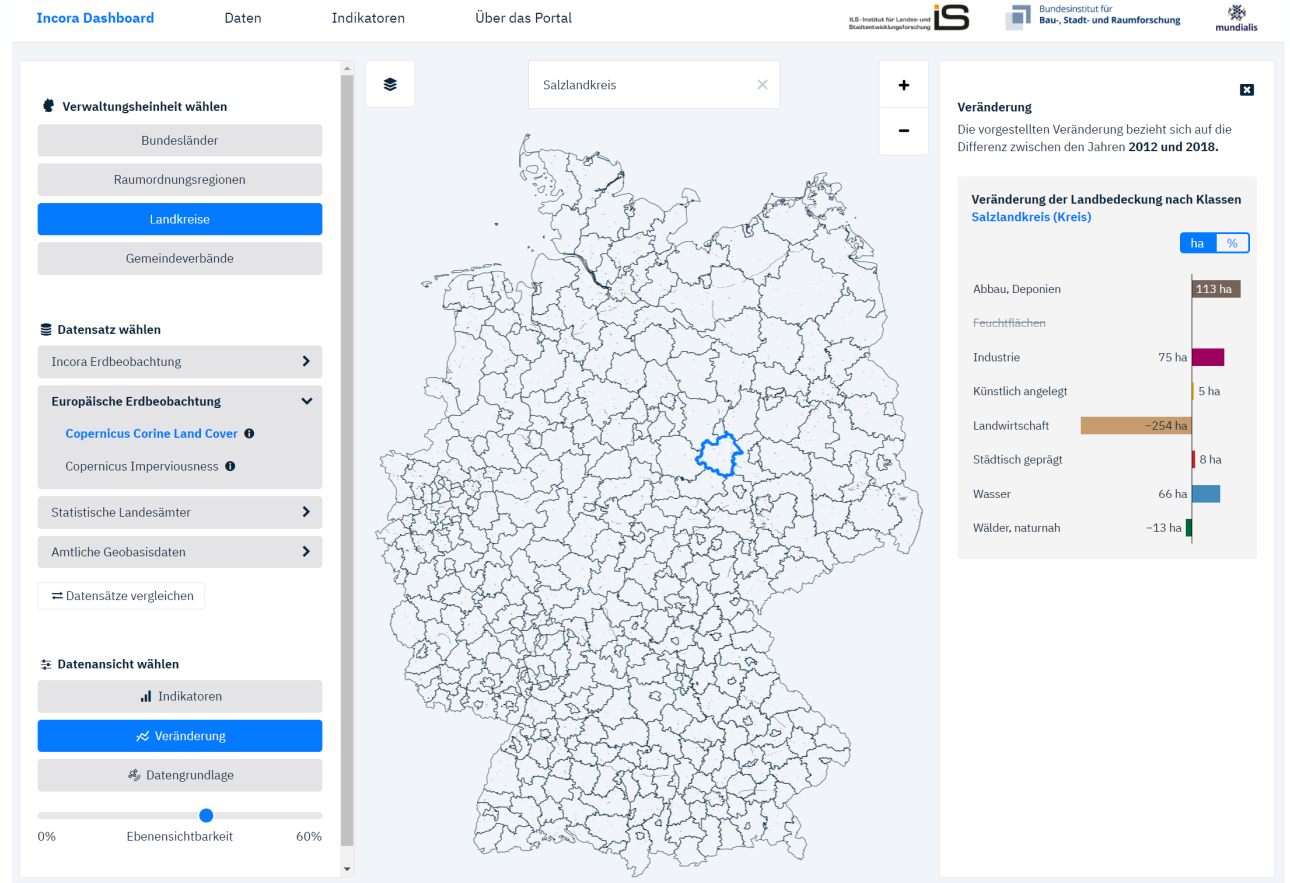 Incora Dashboard
Daten
Indikatoren
Über das Portal
ILS-Institut für Landes- und
Stadtentwicklungsforschung
iLS
Bundesinstitut für
Bau-, Stadt- und Raumforschung
mundialis
Verwaltungsheinheit wählen
Bundesländer
Raumordnungsregionen
Landkreise
Gemeindeverbände
Datensatz wählen
Incora Erdbeobachtung
Europäische Erdbeobachtung
Copernicus Corine Land Cover
Copernicus Imperviousness
Statistische Landesämter
Amtliche Geobasisdaten
Datensätze vergleichen
Datenansicht wählen
Indikatoren
Veränderung
Datengrundlage
0% Ebenensichtbarkeit 60%
Salzlandkreis
+
−
Veränderung
Die vorgestellten Veränderung bezieht sich auf die
Differenz zwischen den Jahren 2012 und 2018.
Veränderung der Landbedeckung nach Klassen
Salzlandkreis (Kreis)
ha %
Abbau, Deponien 113 ha
Feuchtflächen
Industrie 75 ha
Künstlich angelegt 5 ha
Landwirtschaft −254 ha
Städtisch geprägt 8 ha
Wasser 66 ha
Wälder, naturnah −13 ha